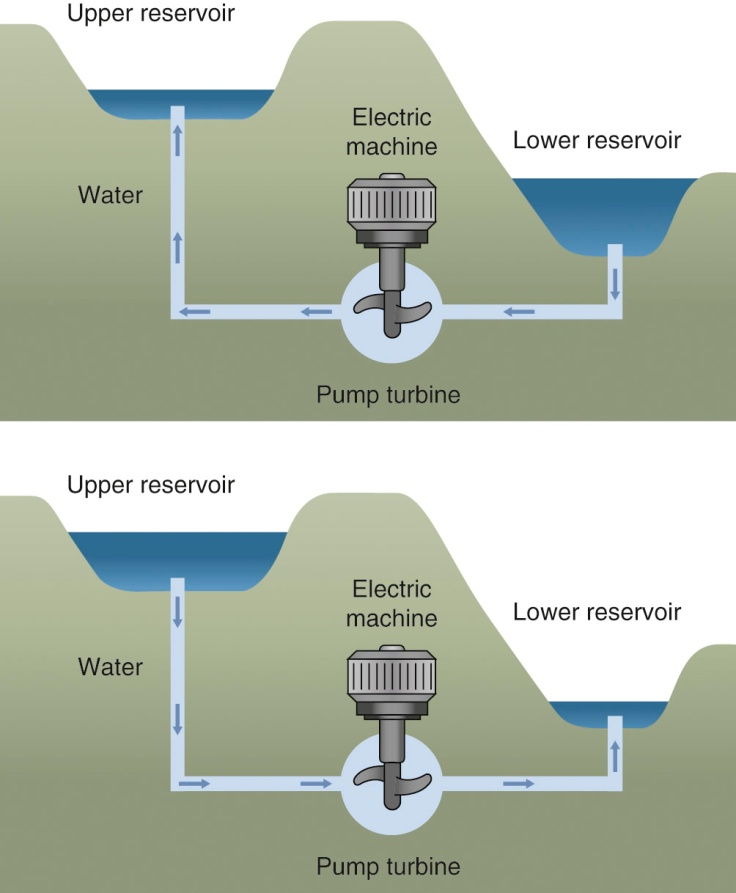 Upper reservoir
Electric
machine
Lower reservoir
Water
Pump turbine
Upper reservoir
Electric
machine
Lower reservoir
Water
Pump turbine